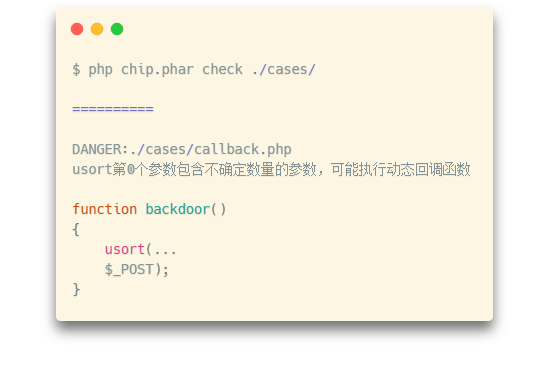 $ php chip.phar check ./cases/
==========
DANGER:./cases/callback.php
usort第0个参数包含不确定数量的参数，可能执行动态回调函数
function backdoor()
{
    usort(...
    $_POST);
}